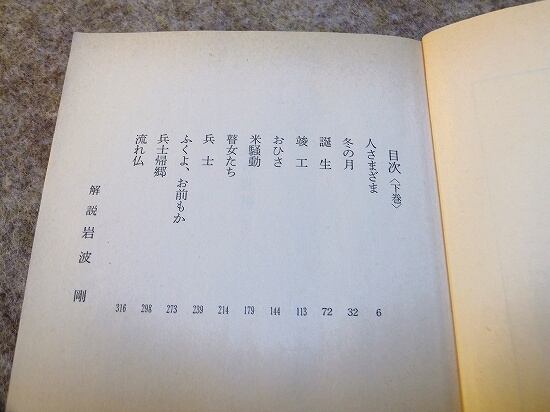 目次〈下巻〉
人さまざま 6
冬の月 32
誕生 72
竣工 113
おひさ 144
米騒動 179
瞽女たち 214
兵士 239
ふくよ、お前もか 273
兵士帰郷 298
流れ仏 316
解説 岩波剛